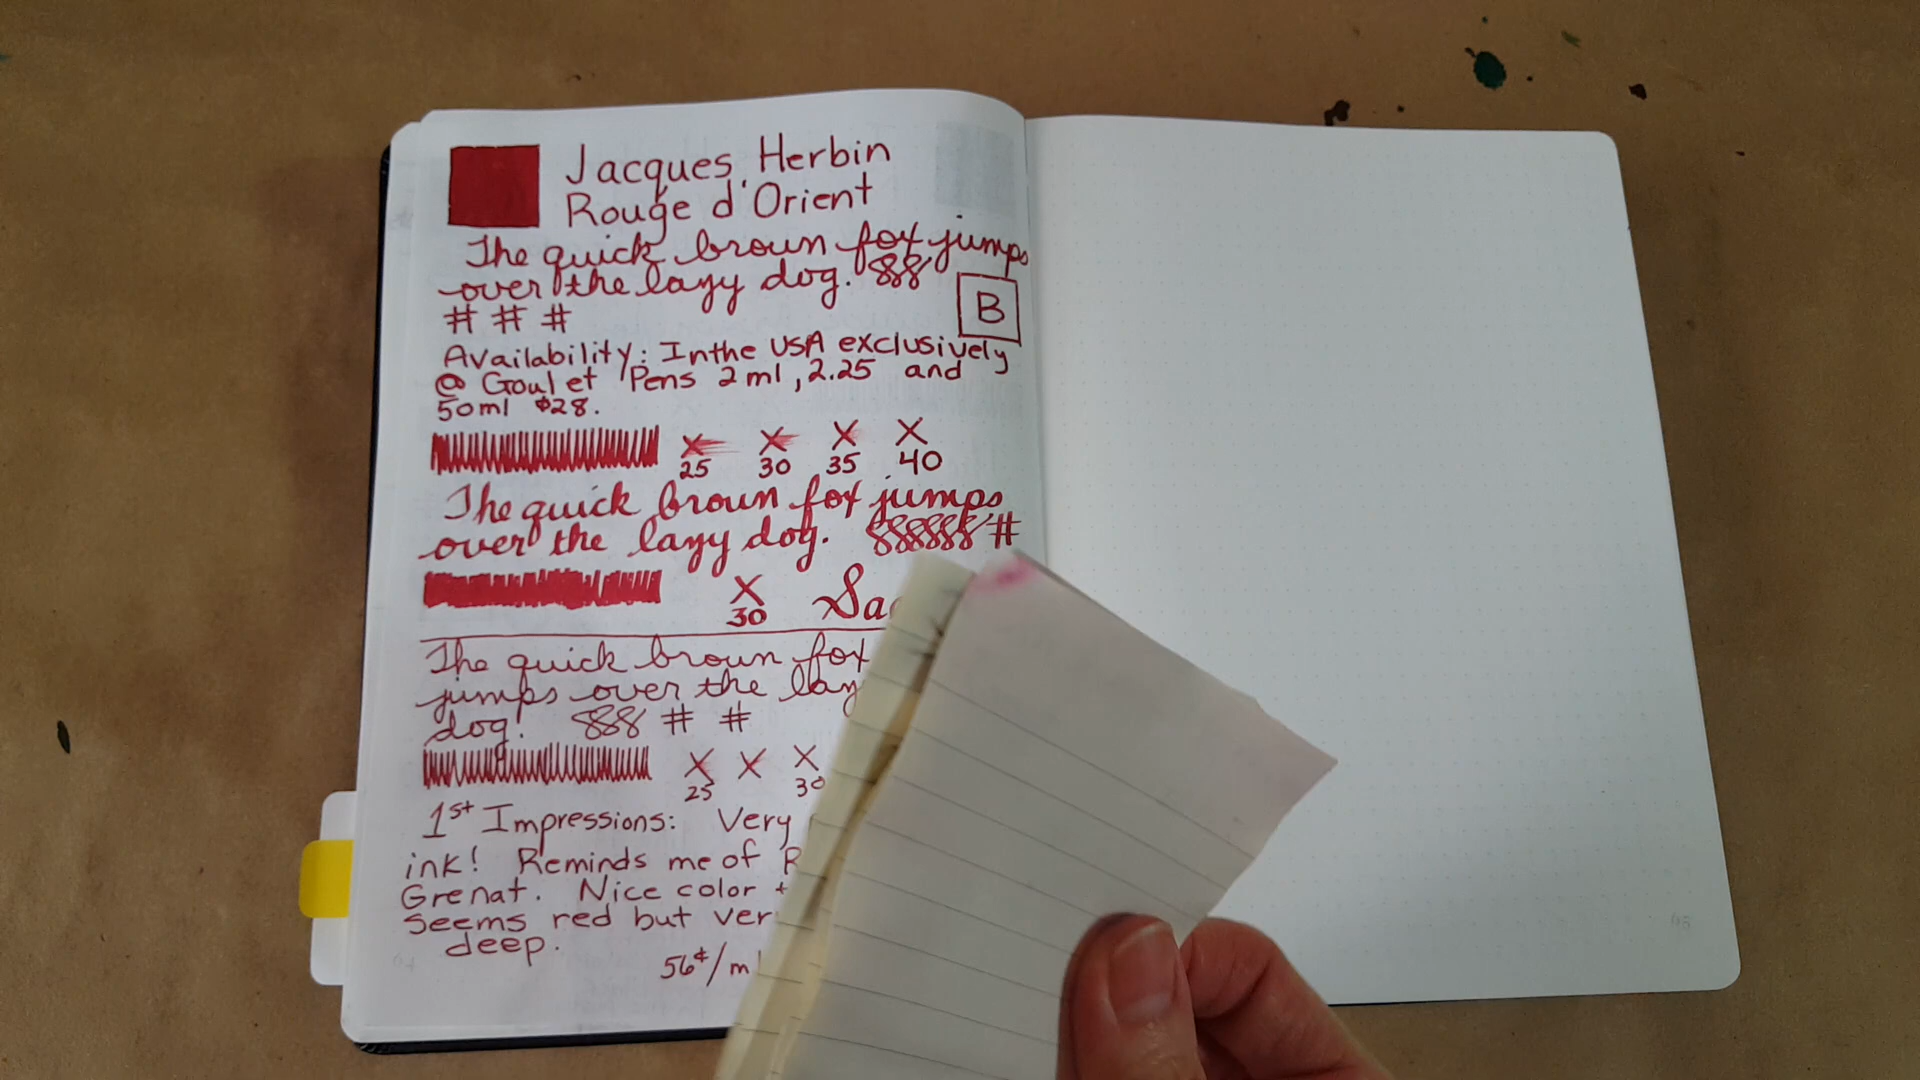 Jacques Herbin
Rouge d'Orient
The quick brown fox jumps
over the lazy dog. 888
# # #
B
Availability: In the USA exclusively
@ Goulet Pens 2ml, 2.25 and
50ml $28.
X X X X
25 30 35 40
The quick brown fox jumps
over the lazy dog. 888888 #
X
30
The quick brown fox
jumps over the
dog! 888 # #
X X X
25 30
1st Impressions: Very
ink! Reminds me of
Grenat. Nice color +
seems red but
deep.
56¢/ml